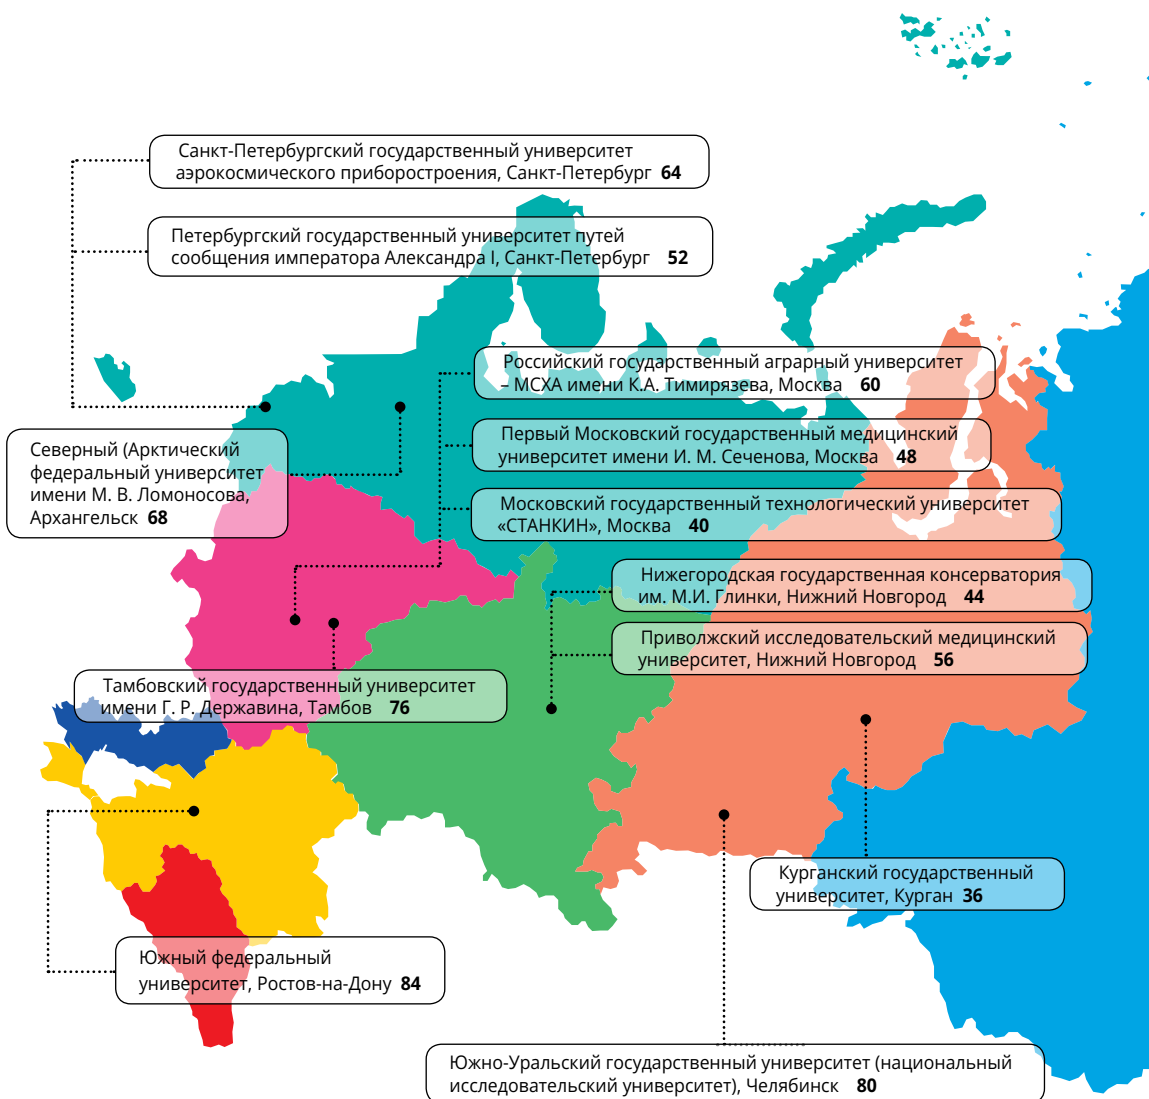 Санкт-Петербургский государственный университет
аэрокосмического приборостроения, Санкт-Петербург 64
Петербургский государственный университет путей
сообщения императора Александра I, Санкт-Петербург 52
Российский государственный аграрный университет
– МСХА имени К.А. Тимирязева, Москва 60
Первый Московский государственный медицинский
университет имени И. М. Сеченова, Москва 48
Северный (Арктический
федеральный университет
имени М. В. Ломоносова,
Архангельск 68
Московский государственный технологический университет
«СТАНКИН», Москва 40
Нижегородская государственная консерватория
им. М.И. Глинки, Нижний Новгород 44
Приволжский исследовательский медицинский
университет, Нижний Новгород 56
Тамбовский государственный университет
имени Г. Р. Державина, Тамбов 76
Курганский государственный
университет, Курган 36
Южный федеральный
университет, Ростов-на-Дону 84
Южно-Уральский государственный университет (национальный
исследовательский университет), Челябинск 80